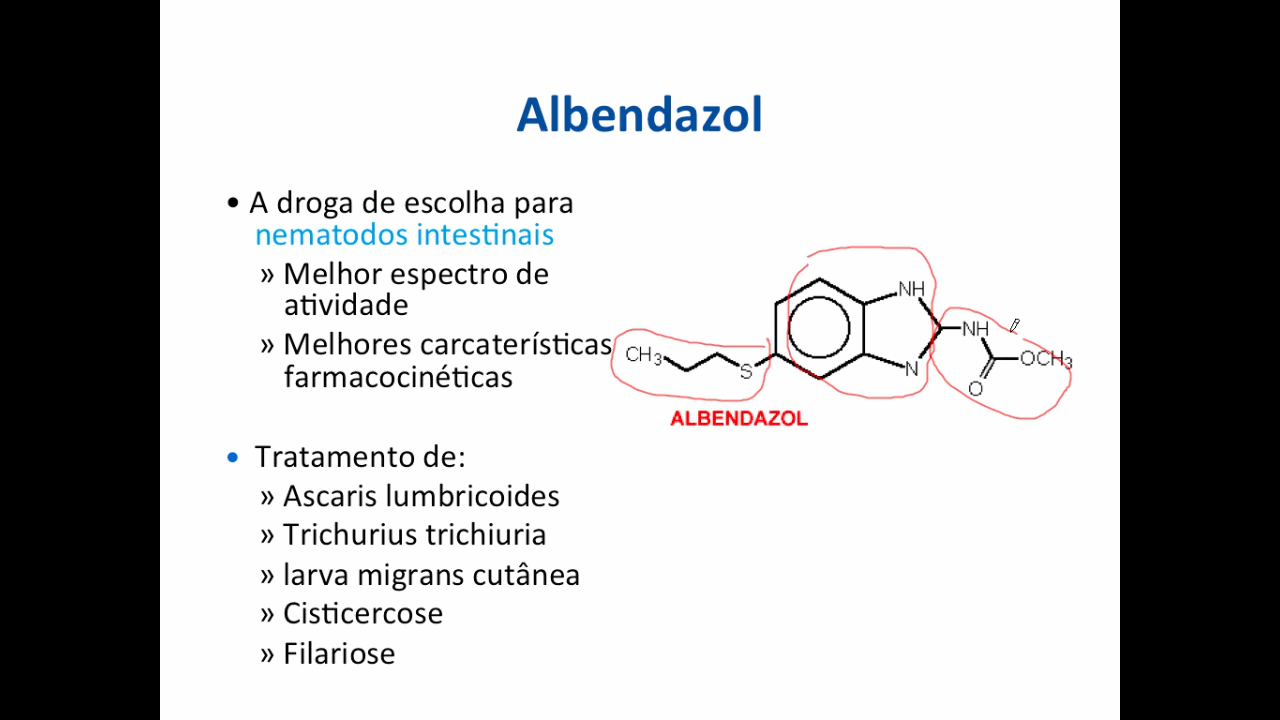 Albendazol
• A droga de escolha para
nematodos intestinais
» Melhor espectro de
atividade
» Melhores carcaterísticas
farmacocinéticas
• Tratamento de:
» Ascaris lumbricoides
» Trichurius trichiuria
» larva migrans cutânea
» Cisticercose
» Filariose
NH
NH
CH3
OCH3
S
N
O
ALBENDAZOL